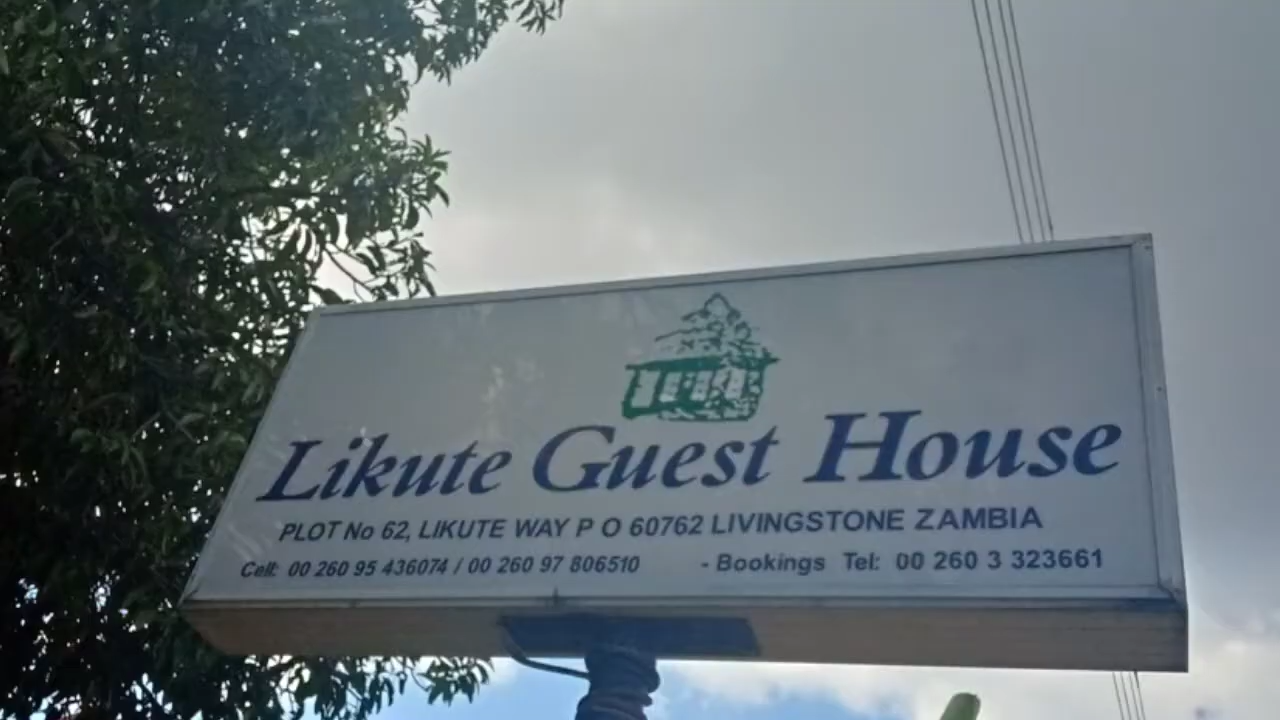 Likute Guest House
PLOT No 62, LIKUTE WAY P O 60762 LIVINGSTONE ZAMBIA
Cell: 00 260 95 436074 / 00 260 97 806510 - Bookings Tel: 00 260 3 323661